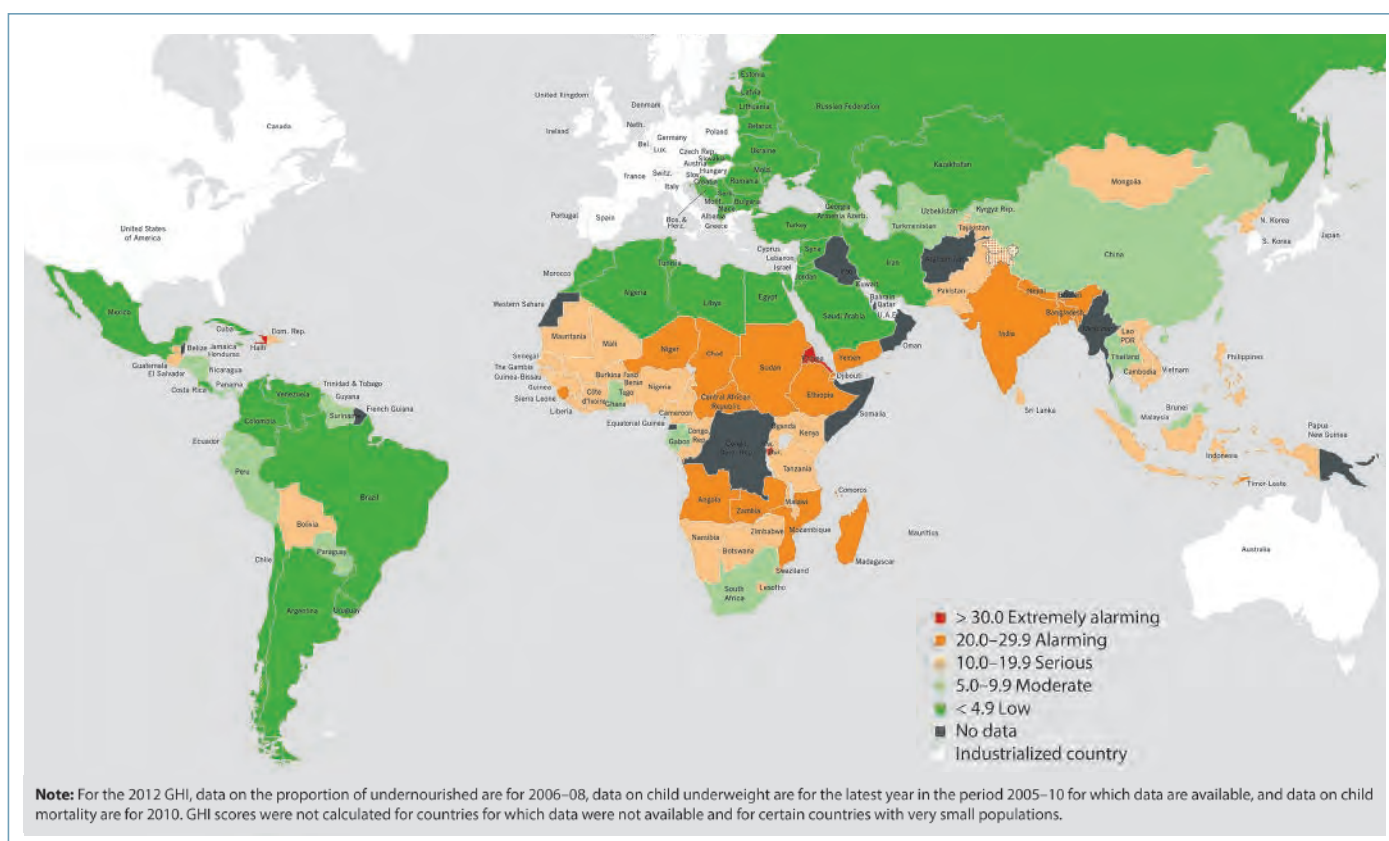 United Kingdom
Ireland
Denmark
Neth.
Bel.
Lux.
Germany
Poland
Czech Rep.
Slovakia
Austria
Hungary
France
Switz.
Slov.
Croatia
Italy
Romania
Mold.
Bulgaria
Mont.
Bos. &
Herz.
Albania
Greece
Portugal
Spain
Estonia
Latvia
Lithuania
Belarus
Ukraine
Russian Federation
Canada
United States
of America
Kazakhstan
Mongolia
Georgia
Armenia
Azerb.
Turkey
Uzbekistan
Kyrgyz Rep.
Turkmenistan
Tajikistan
N. Korea
S. Korea
Japan
China
Cyprus
Lebanon
Israel
Syria
Jordan
Iraq
Iran
Kuwait
Bahrain
Qatar
U.A.E.
Saudi Arabia
Oman
Yemen
Afghanistan
Pakistan
India
Nepal
Bangladesh
Sri Lanka
Lao
PDR
Thailand
Cambodia
Vietnam
Philippines
Malaysia
Brunei
Indonesia
Timor-Leste
Papua
New Guinea
Australia
Morocco
Algeria
Tunisia
Libya
Egypt
Western Sahara
Mauritania
Mali
Niger
Chad
Sudan
Eritrea
Djibouti
Ethiopia
Somalia
Senegal
The Gambia
Guinea-Bissau
Guinea
Sierra Leone
Liberia
Burkina Faso
Côte
d'Ivoire
Ghana
Togo
Benin
Nigeria
Cameroon
Central African
Republic
Equatorial Guinea
Gabon
Congo,
Rep.
Uganda
Kenya
Tanzania
Angola
Zambia
Malawi
Mozambique
Comoros
Madagascar
Mauritius
Zimbabwe
Namibia
Botswana
Swaziland
Lesotho
South
Africa
Mexico
Cuba
Dom. Rep.
Haiti
Belize
Jamaica
Honduras
Guatemala
El Salvador
Nicaragua
Costa Rica
Panama
Trinidad & Tobago
Venezuela
Guyana
Suriname
French Guiana
Colombia
Ecuador
Peru
Brazil
Bolivia
Paraguay
Chile
Argentina
Uruguay
> 30.0 Extremely alarming
20.0–29.9 Alarming
10.0–19.9 Serious
5.0–9.9 Moderate
< 4.9 Low
No data
Industrialized country
Note: For the 2012 GHI, data on the proportion of undernourished are for 2006–08, data on child underweight are for the latest year in the period 2005–10 for which data are available, and data on child
mortality are for 2010. GHI scores were not calculated for countries for which data were not available and for certain countries with very small populations.